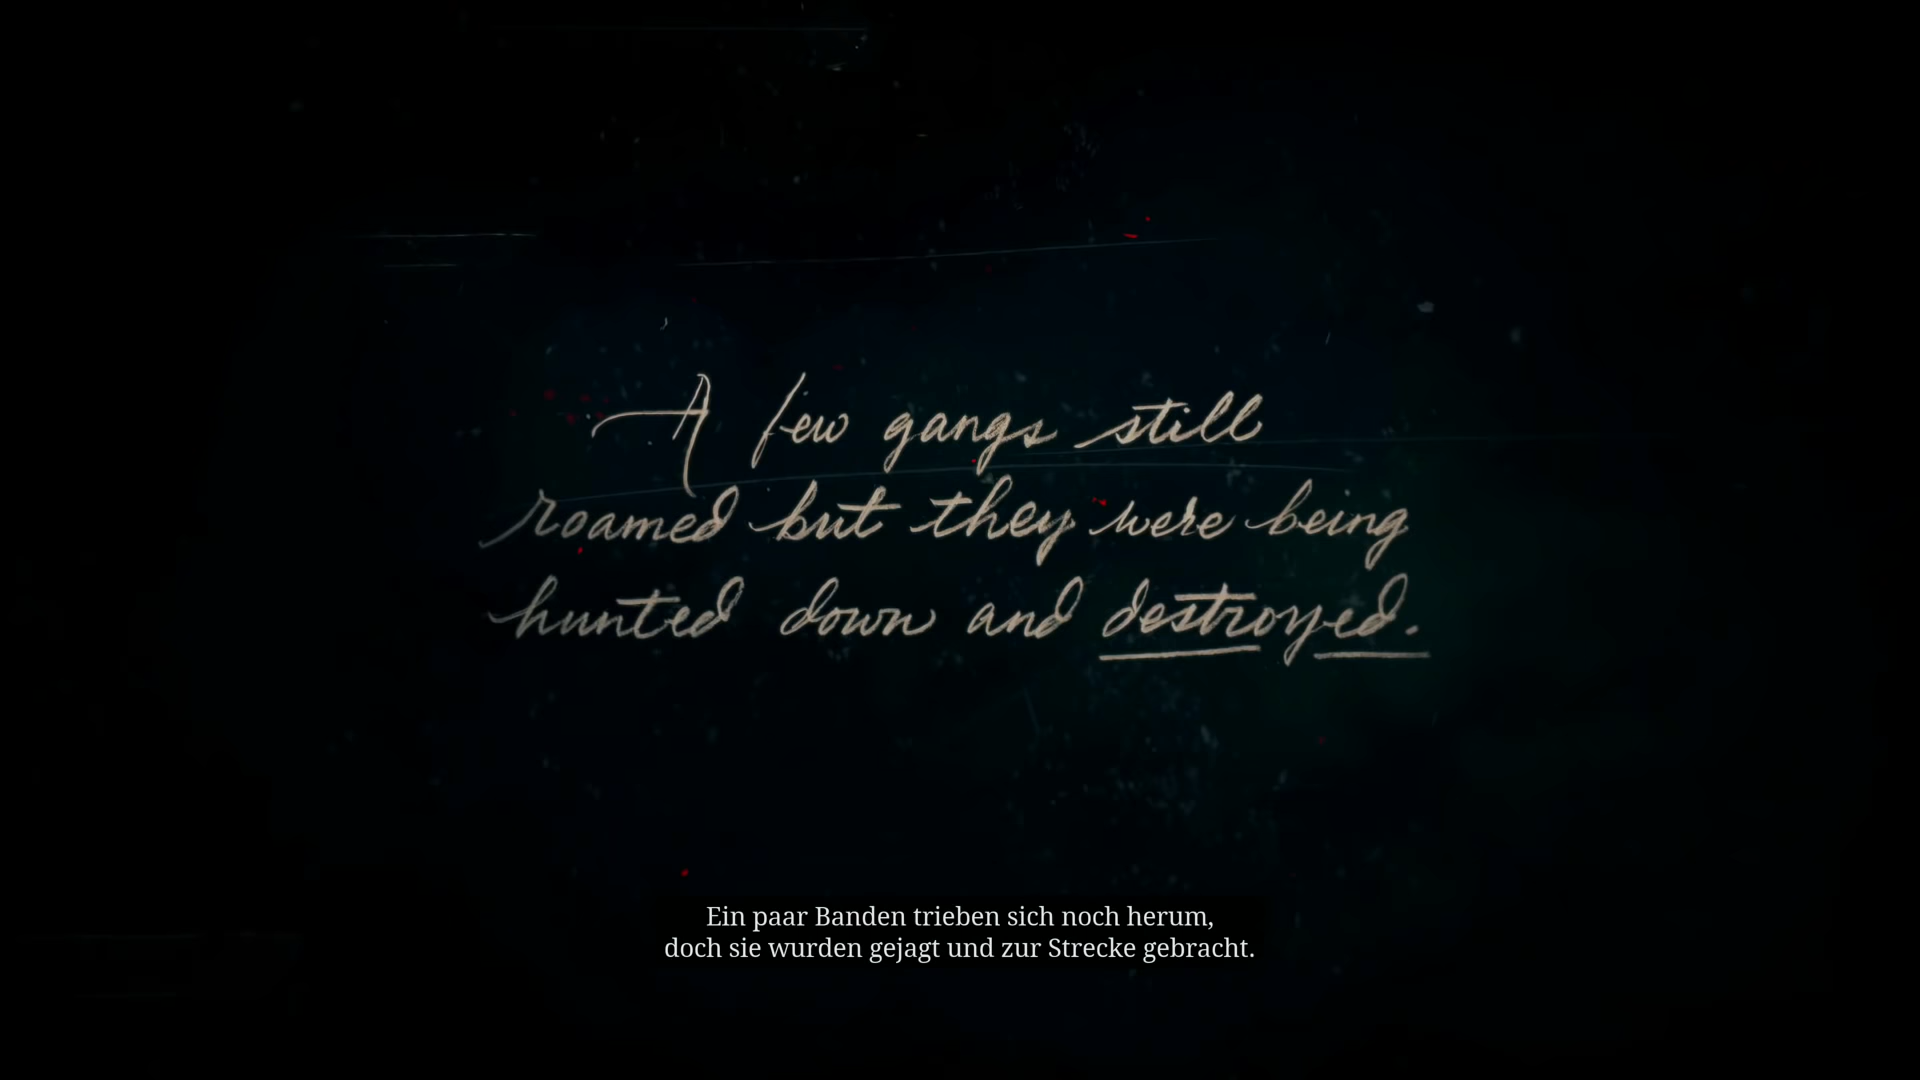 A few gangs still
roamed but they were being
hunted down and destroyed.
Ein paar Banden trieben sich noch herum,
doch sie wurden gejagt und zur Strecke gebracht.